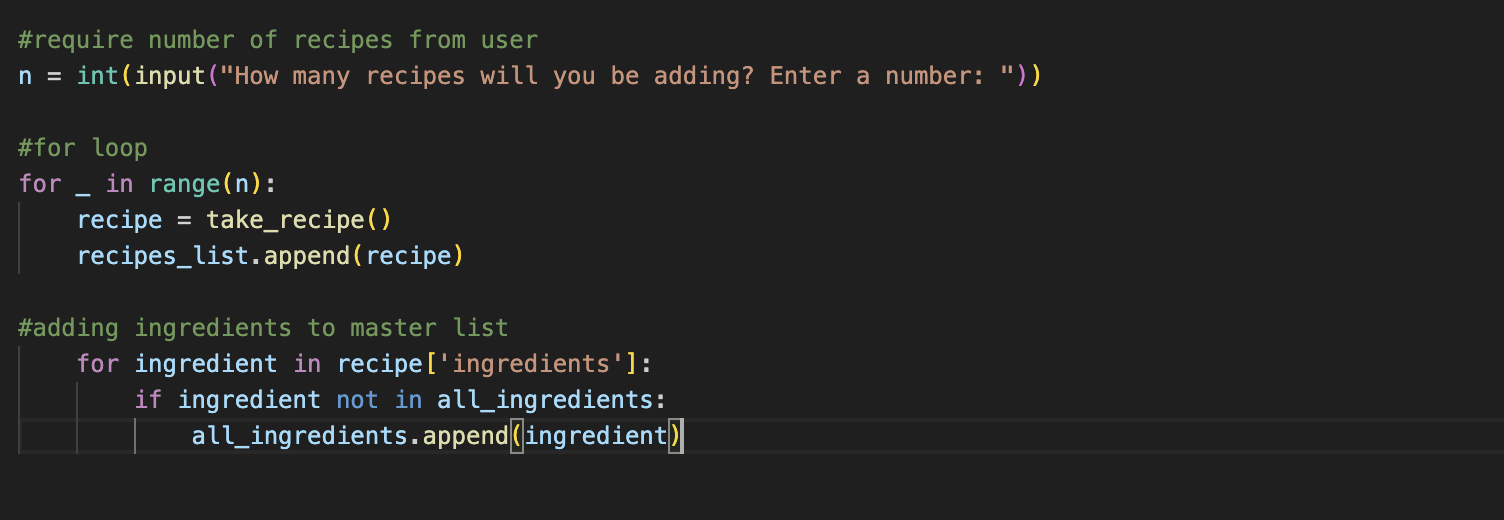 #require number of recipes from user
n = int(input("How many recipes will you be adding? Enter a number: "))
#for loop
for _ in range(n):
    recipe = take_recipe()
    recipes_list.append(recipe)
#adding ingredients to master list
    for ingredient in recipe['ingredients']:
        if ingredient not in all_ingredients:
            all_ingredients.append(ingredient)